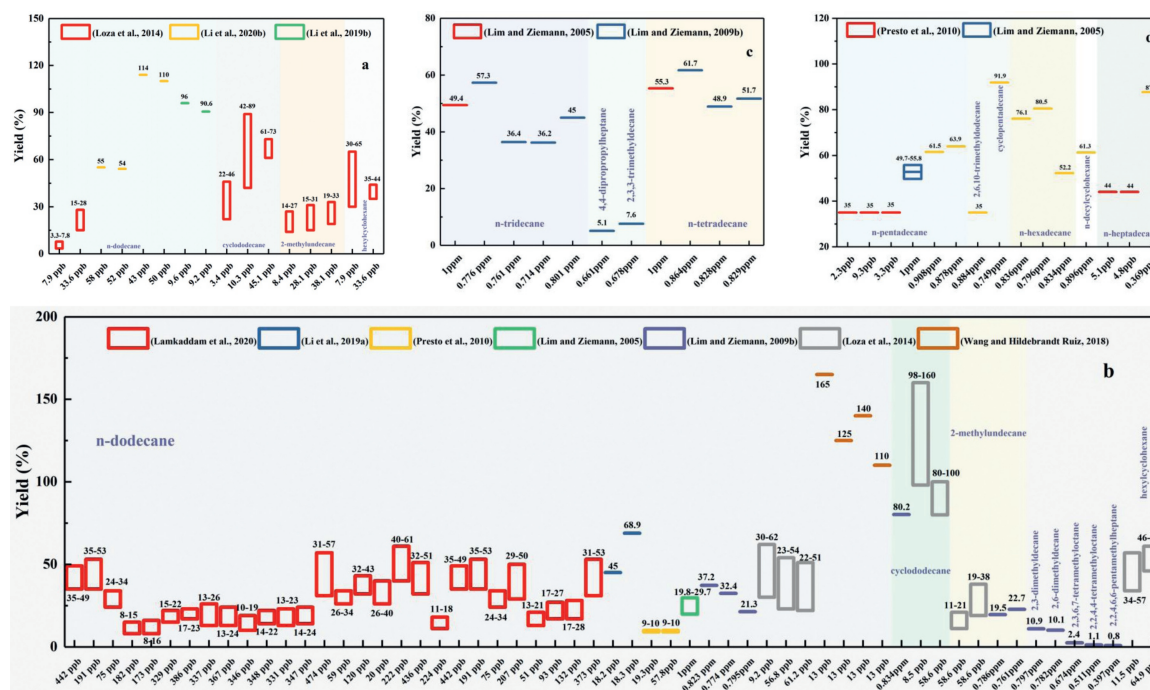 150
120
90
60
30
0
Yield (%)
(Loza et al., 2014)
(Li et al., 2020b)
(Li et al., 2019b)
a
3.3-7.8
15-28
55
54
114
110
96
90.6
22-46
42-89
61-73
14-27
15-31
19-33
30-65
35-44
n-dodecane
cyclododecane
2-methylundecane
hexylcyclohexane
7.9 ppb
33.6 ppb
58 ppb
52 ppb
43 ppb
50 ppb
9.6 ppb
9.2 ppb
3.4 ppb
10.3 ppb
45.1 ppb
8.4 ppb
28.1 ppb
38.1 ppb
7.9 ppb
33.6 ppb
80
60
40
20
0
Yield (%)
(Lim and Ziemann, 2005)
(Lim and Ziemann, 2009b)
c
49.4
57.3
36.4
36.2
45
5.1
7.6
55.3
61.7
48.9
51.7
n-tridecane
4,4-dipropylheptane
2,3,3-trimethyldecane
n-tetradecane
1ppm
0.776 ppm
0.761 ppm
0.714 ppm
0.801 ppm
0.661ppm
0.678ppm
1ppm
0.864ppm
0.828ppm
0.829ppm
120
100
80
60
40
20
Yield (%)
(Presto et al., 2010)
(Lim and Ziemann, 2005)
35
35
35
49.7-55.8
61.5
63.9
35
91.9
76.1
80.5
52.2
61.3
44
44
n-pentadecane
2,6,10-trimethyldodecane
cyclopentadecane
n-hexadecane
n-decylcyclohexane
n-heptadec
2.3ppb
9.3ppb
3.3ppb
1ppm
0.908ppm
0.878ppm
0.884ppm
0.749ppm
0.836ppm
0.796ppm
0.834ppm
0.896ppm
5.1ppb
4.8ppb
0.369pp
200
150
100
50
0
Yield (%)
(Lamkaddam et al., 2020)
(Li et al., 2019a)
(Presto et al., 2010)
(Lim and Ziemann, 2005)
(Lim and Ziemann, 2009b)
(Loza et al., 2014)
(Wang and Hildebrandt Ruiz, 2018)
b
n-dodecane
35-49
35-53
24-34
8-15
8-16
15-22
17-23
13-26
13-24
10-19
14-22
13-23
14-24
31-57
26-34
32-43
26-40
40-61
32-51
11-18
35-49
35-53
24-34
29-50
13-21
17-27
17-28
31-53
45
68.9
9-10
9-10
19.8-29.7
37.2
32.4
21.3
30-62
23-54
22-51
165
125
140
110
80.2
98-160
80-100
11-21
19-38
19.5
22.7
10.9
10.1
2.4
1.1
0.8
34-57
46-
cyclododecane
2-methylundecane
2,3-dimethyldecane
2,6-dimethyldecane
2,3,6,7-tetramethyloctane
2,2,4,4-tetramethyloctane
2,2,4,6,6-pentamethylheptane
hexylcyclohexane
442 ppb
191 ppb
75 ppb
182 ppb
173 ppb
329 ppb
386 ppb
337 ppb
367 ppb
346 ppb
348 ppb
331 ppb
347 ppb
474 ppb
59 ppb
120 ppb
20 ppb
222 ppb
436 ppb
224 ppb
442 ppb
191 ppb
75 ppb
207 ppb
51 ppb
93 ppb
132 ppb
373 ppb
18.2 ppb
18.3 ppb
19.3ppb
57.8ppb
1ppm
0.823 ppm
0.774 ppm
0.795ppm
9.2 ppb
56.8 ppb
61.2 ppb
13 ppb
13 ppb
13 ppb
13 ppb
0.834ppm
8.5 ppb
58.6 ppb
58.6 ppb
58.6 ppb
0.786ppm
0.761ppm
0.797ppm
0.782ppm
0.674ppm
0.511ppm
0.397ppm
11.5 ppb
64.9 p